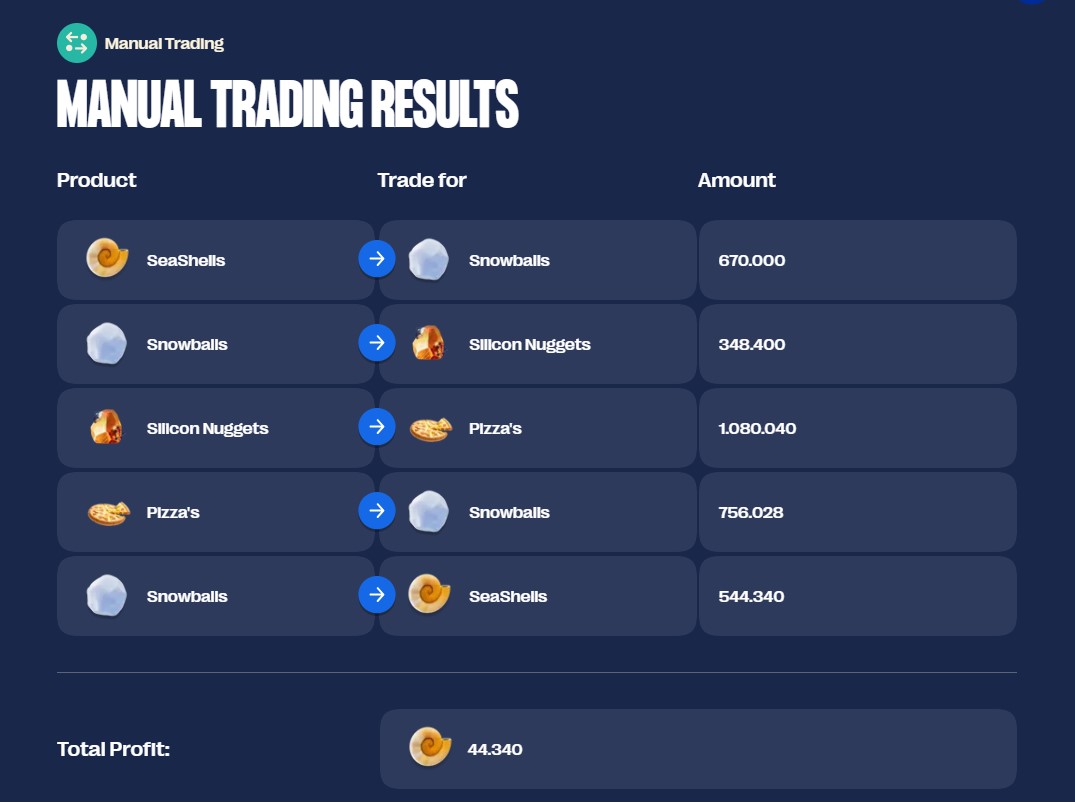 Manual Trading
MANUAL TRADING RESULTS
Product Trade for Amount
SeaShells Snowballs 670.000
Snowballs Silicon Nuggets 348.400
Silicon Nuggets Pizza's 1.080.040
Pizza's Snowballs 756.028
Snowballs SeaShells 544.340
Total Profit: 44.340